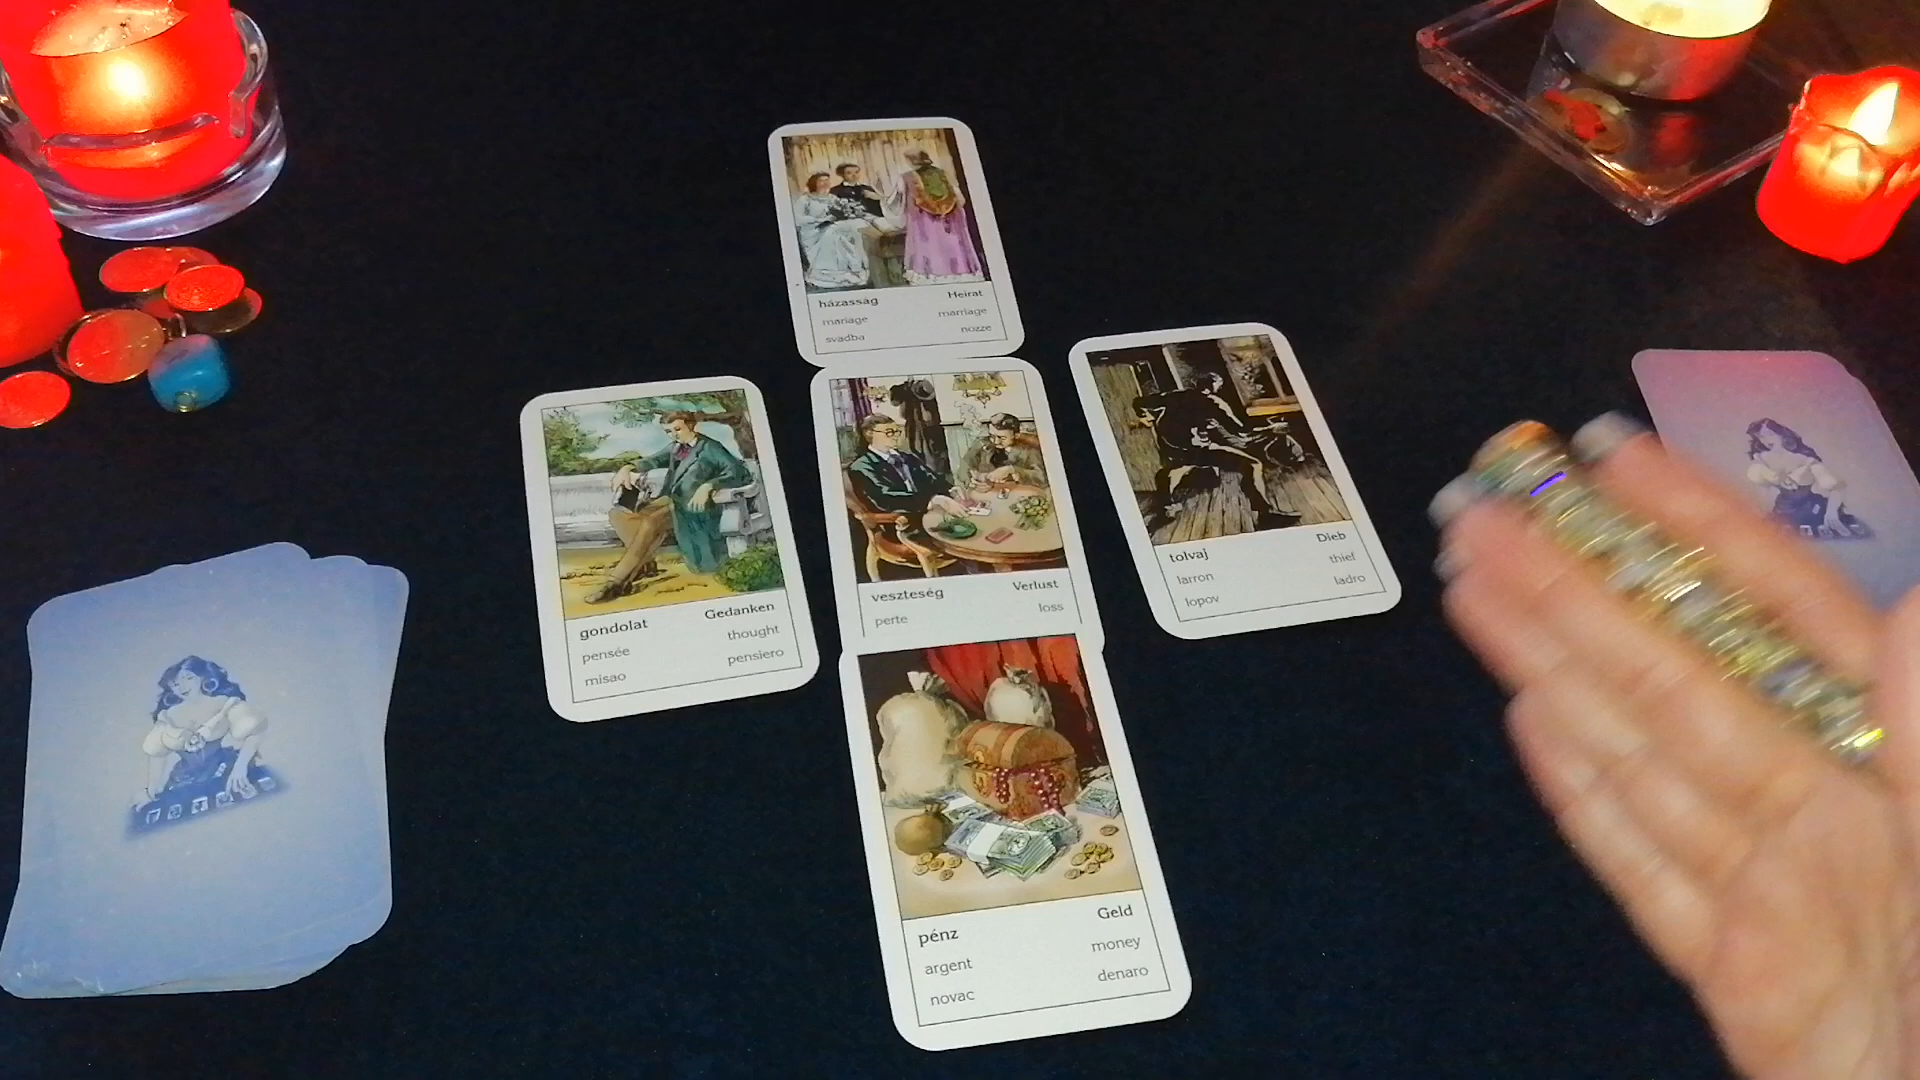 házasság Heirat
mariage marriage
svadba nozze
gondolat Gedanken
pensée thought
misao pensiero
veszteség Verlust
perte loss
tolvaj Dieb
larron thief
lopov ladro
pénz Geld
argent money
novac denaro